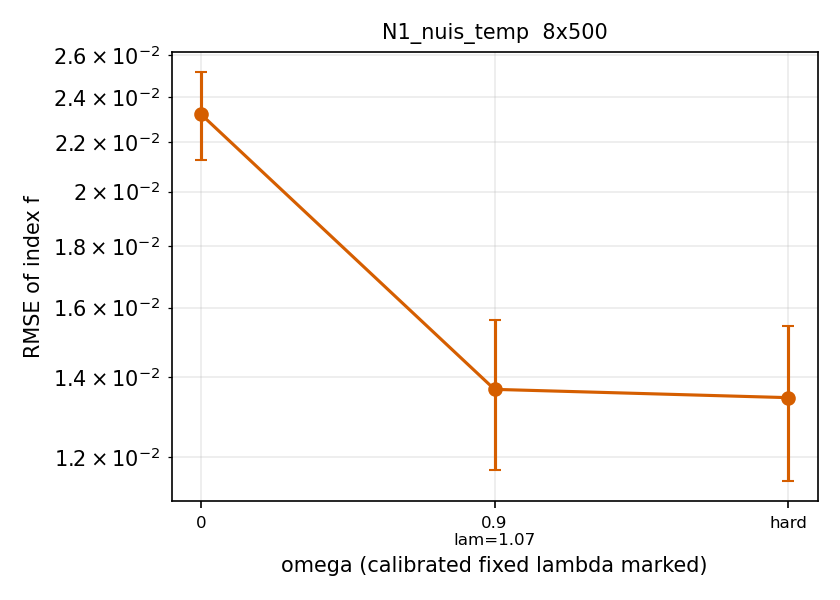 N1_nuis_temp  8x500
RMSE of index f
2.6 × 10⁻²
2.4 × 10⁻²
2.2 × 10⁻²
2 × 10⁻²
1.8 × 10⁻²
1.6 × 10⁻²
1.4 × 10⁻²
1.2 × 10⁻²
0
0.9
lam=1.07
hard
omega (calibrated fixed lambda marked)